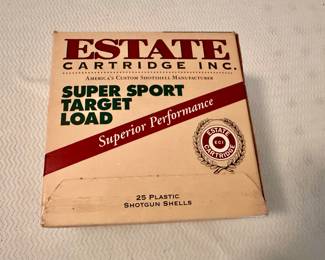 ESTATE
CARTRIDGE INC.
AMERICA'S CUSTOM SHOTSHELL MANUFACTURER
SUPER SPORT
TARGET
LOAD
Superior Performance
ESTATE
ECI
CARTRIDGE
25 PLASTIC
SHOTGUN SHELLS